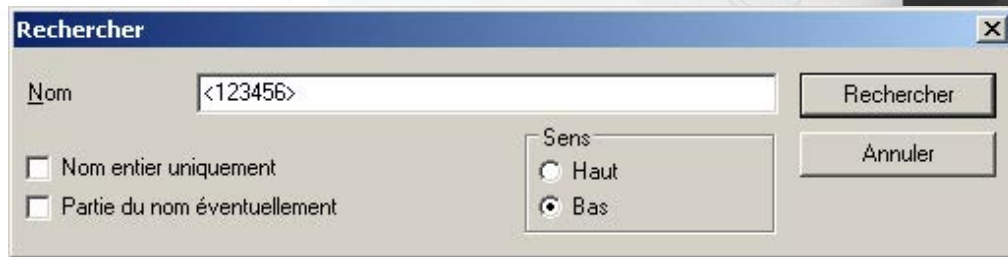 Rechercher
Nom
<123456>
Rechercher
Sens
Annuler
Nom entier uniquement
Haut
Partie du nom éventuellement
Bas